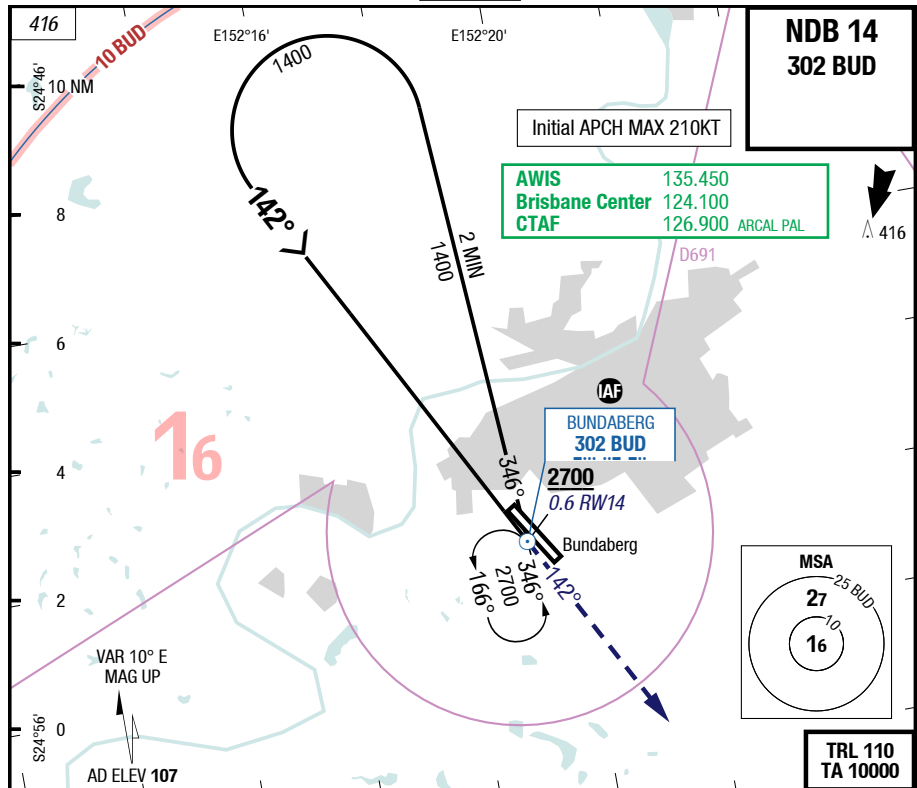 416
10 BUD
E152°16'
E152°20'
NDB 14
302 BUD
S24°46'
10 NM
1400
Initial APCH MAX 210KT
AWIS 135.450
Brisbane Center 124.100
CTAF 126.900 ARCAL PAL
416
D691
8
142°
2 MIN
1400
6
IAF
BUNDABERG
302 BUD
16
4
346°
2700
0.6 RW14
Bundaberg
346°
2700
166°
142°
MSA
25 BUD
27
10
16
2
VAR 10° E
MAG UP
S24°56'
0
AD ELEV 107
TRL 110
TA 10000